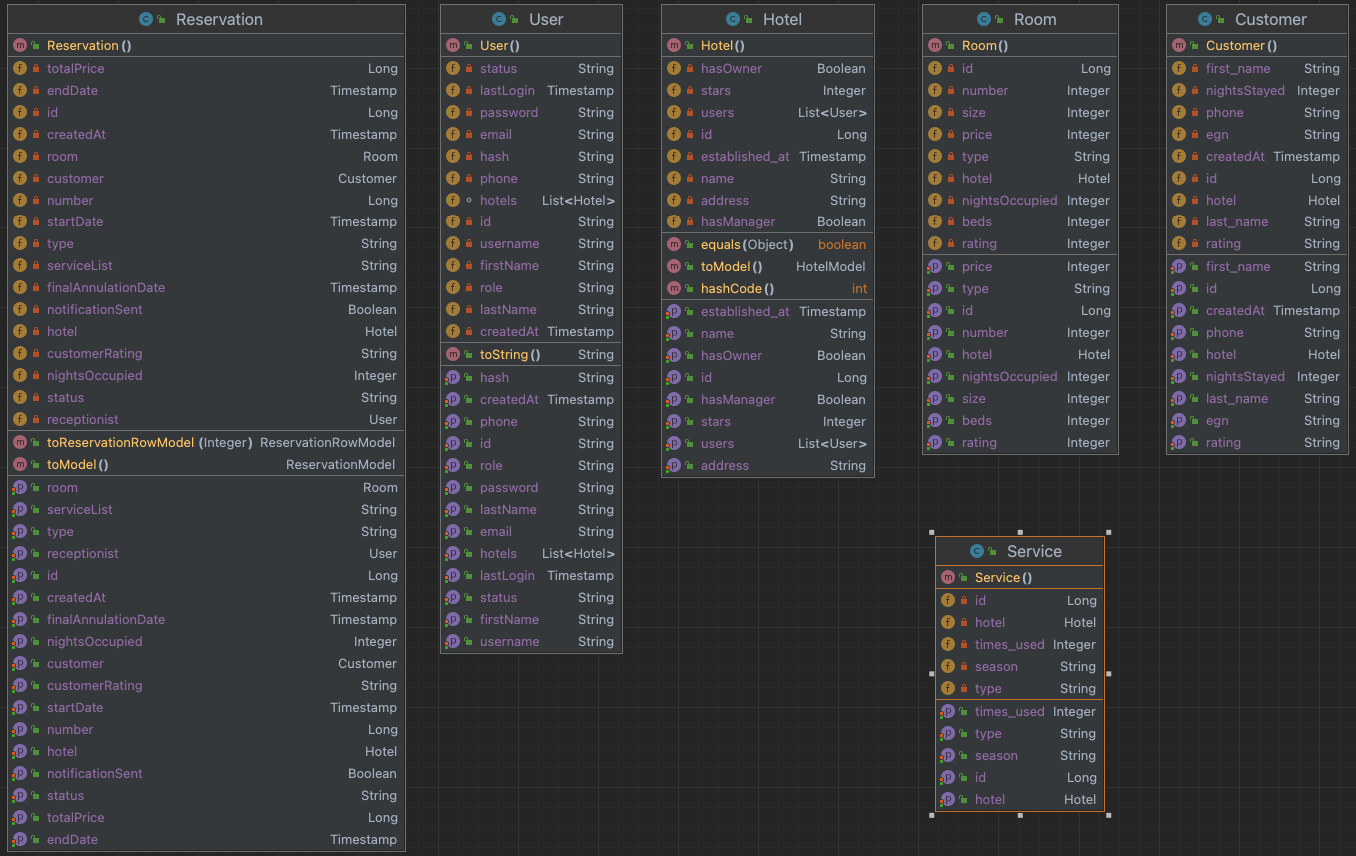 Reservation
Reservation()
totalPrice Long
endDate Timestamp
id Long
createdAt Timestamp
room Room
customer Customer
number Long
startDate Timestamp
type String
serviceList String
finalAnnulationDate Timestamp
notificationSent Boolean
hotel Hotel
customerRating String
nightsOccupied Integer
status String
receptionist User
toReservationRowModel(Integer) ReservationRowModel
toModel() ReservationModel
room Room
serviceList String
type String
receptionist User
id Long
createdAt Timestamp
finalAnnulationDate Timestamp
nightsOccupied Integer
customer Customer
customerRating String
startDate Timestamp
number Long
hotel Hotel
notificationSent Boolean
status String
totalPrice Long
endDate Timestamp
User
User()
status String
lastLogin Timestamp
password String
email String
hash String
phone String
hotels List<Hotel>
id String
username String
firstName String
role String
lastName String
createdAt Timestamp
toString() String
hash String
createdAt Timestamp
phone String
id String
role String
password String
lastName String
email String
hotels List<Hotel>
lastLogin Timestamp
status String
firstName String
username String
Hotel
Hotel()
hasOwner Boolean
stars Integer
users List<User>
id Long
established_at Timestamp
name String
address String
hasManager Boolean
equals(Object) boolean
toModel() HotelModel
hashCode() int
established_at Timestamp
name String
hasOwner Boolean
id Long
hasManager Boolean
stars Integer
users List<User>
address String
Room
Room()
id Long
number Integer
size Integer
price Integer
type String
hotel Hotel
nightsOccupied Integer
beds Integer
rating Integer
price Integer
type String
id Long
number Integer
hotel Hotel
nightsOccupied Integer
size Integer
beds Integer
rating Integer
Customer
Customer()
first_name String
nightsStayed Integer
phone String
egn String
createdAt Timestamp
id Long
hotel Hotel
last_name String
rating String
first_name String
id Long
createdAt Timestamp
phone String
hotel Hotel
nightsStayed Integer
last_name String
egn String
rating String
Service
Service()
id Long
hotel Hotel
times_used Integer
season String
type String
times_used Integer
type String
season String
id Long
hotel Hotel